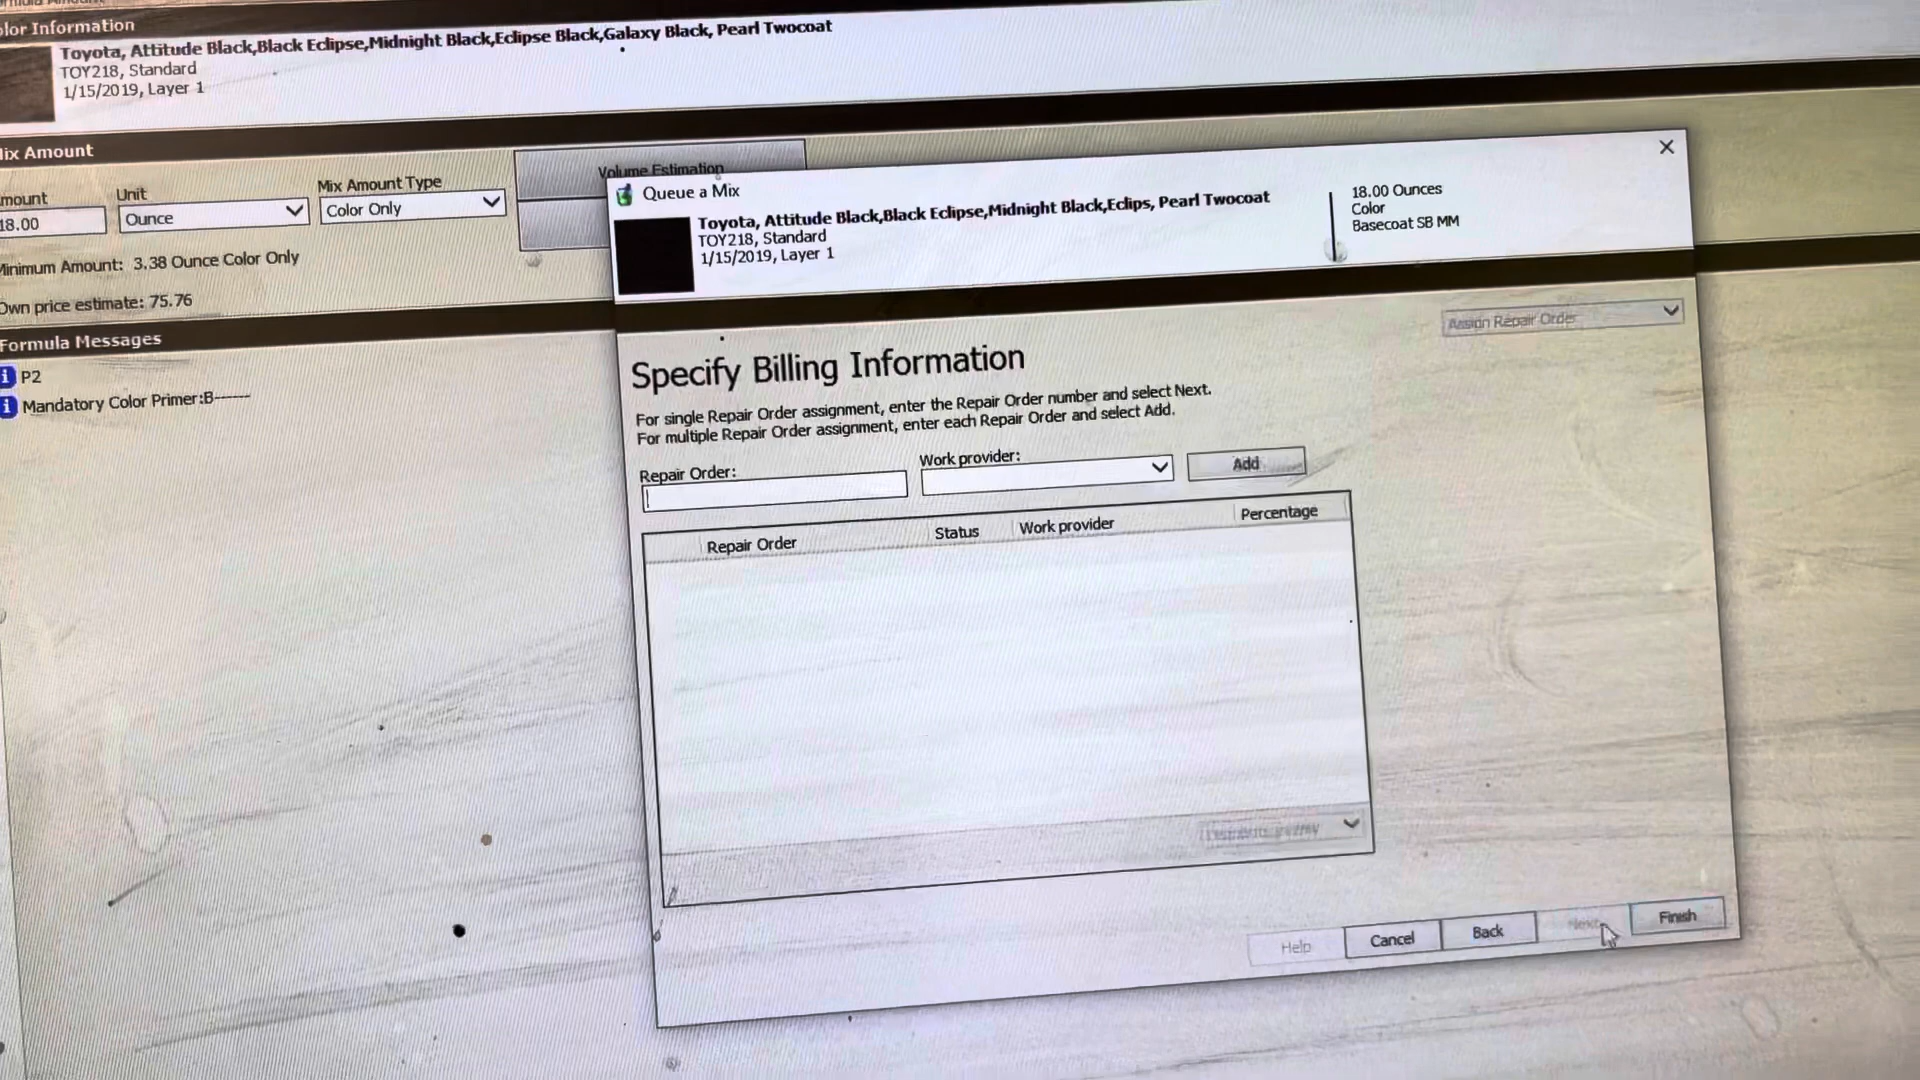 olor Information
Toyota, Attitude Black,Black Eclipse,Midnight Black,Eclipse Black,Galaxy Black, Pearl Twocoat
TOY218, Standard
1/15/2019, Layer 1
ix Amount
mount
18.00
Unit
Ounce
Mix Amount Type
Color Only
Volume Estimation
Minimum Amount: 3.38 Ounce Color Only
Own price estimate: 75.76
Formula Messages
P2
Mandatory Color Primer:B------
Queue a Mix
Toyota, Attitude Black,Black Eclipse,Midnight Black,Eclips, Pearl Twocoat
TOY218, Standard
1/15/2019, Layer 1
18.00 Ounces
Color
Basecoat SB MM
Assign Repair Order
Specify Billing Information
For single Repair Order assignment, enter the Repair Order number and select Next.
For multiple Repair Order assignment, enter each Repair Order and select Add.
Repair Order:
Work provider:
Add
Repair Order
Status
Work provider
Percentage
Help
Cancel
Back
Next
Finish